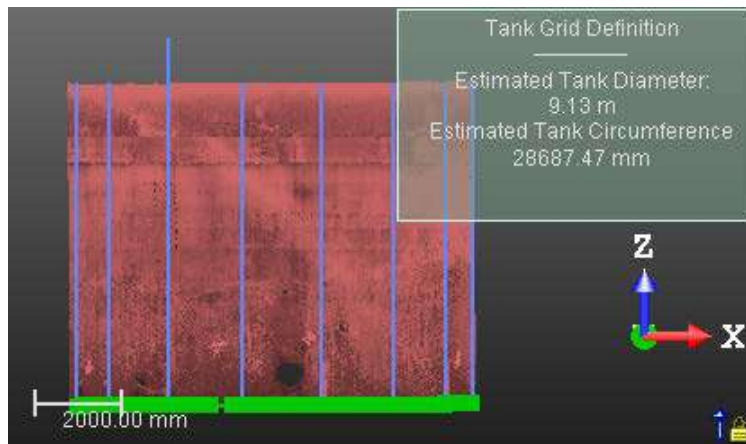 Tank Grid Definition
Estimated Tank Diameter:
9.13 m
Estimated Tank Circumference
28687.47 mm
Z
X
2000.00 mm